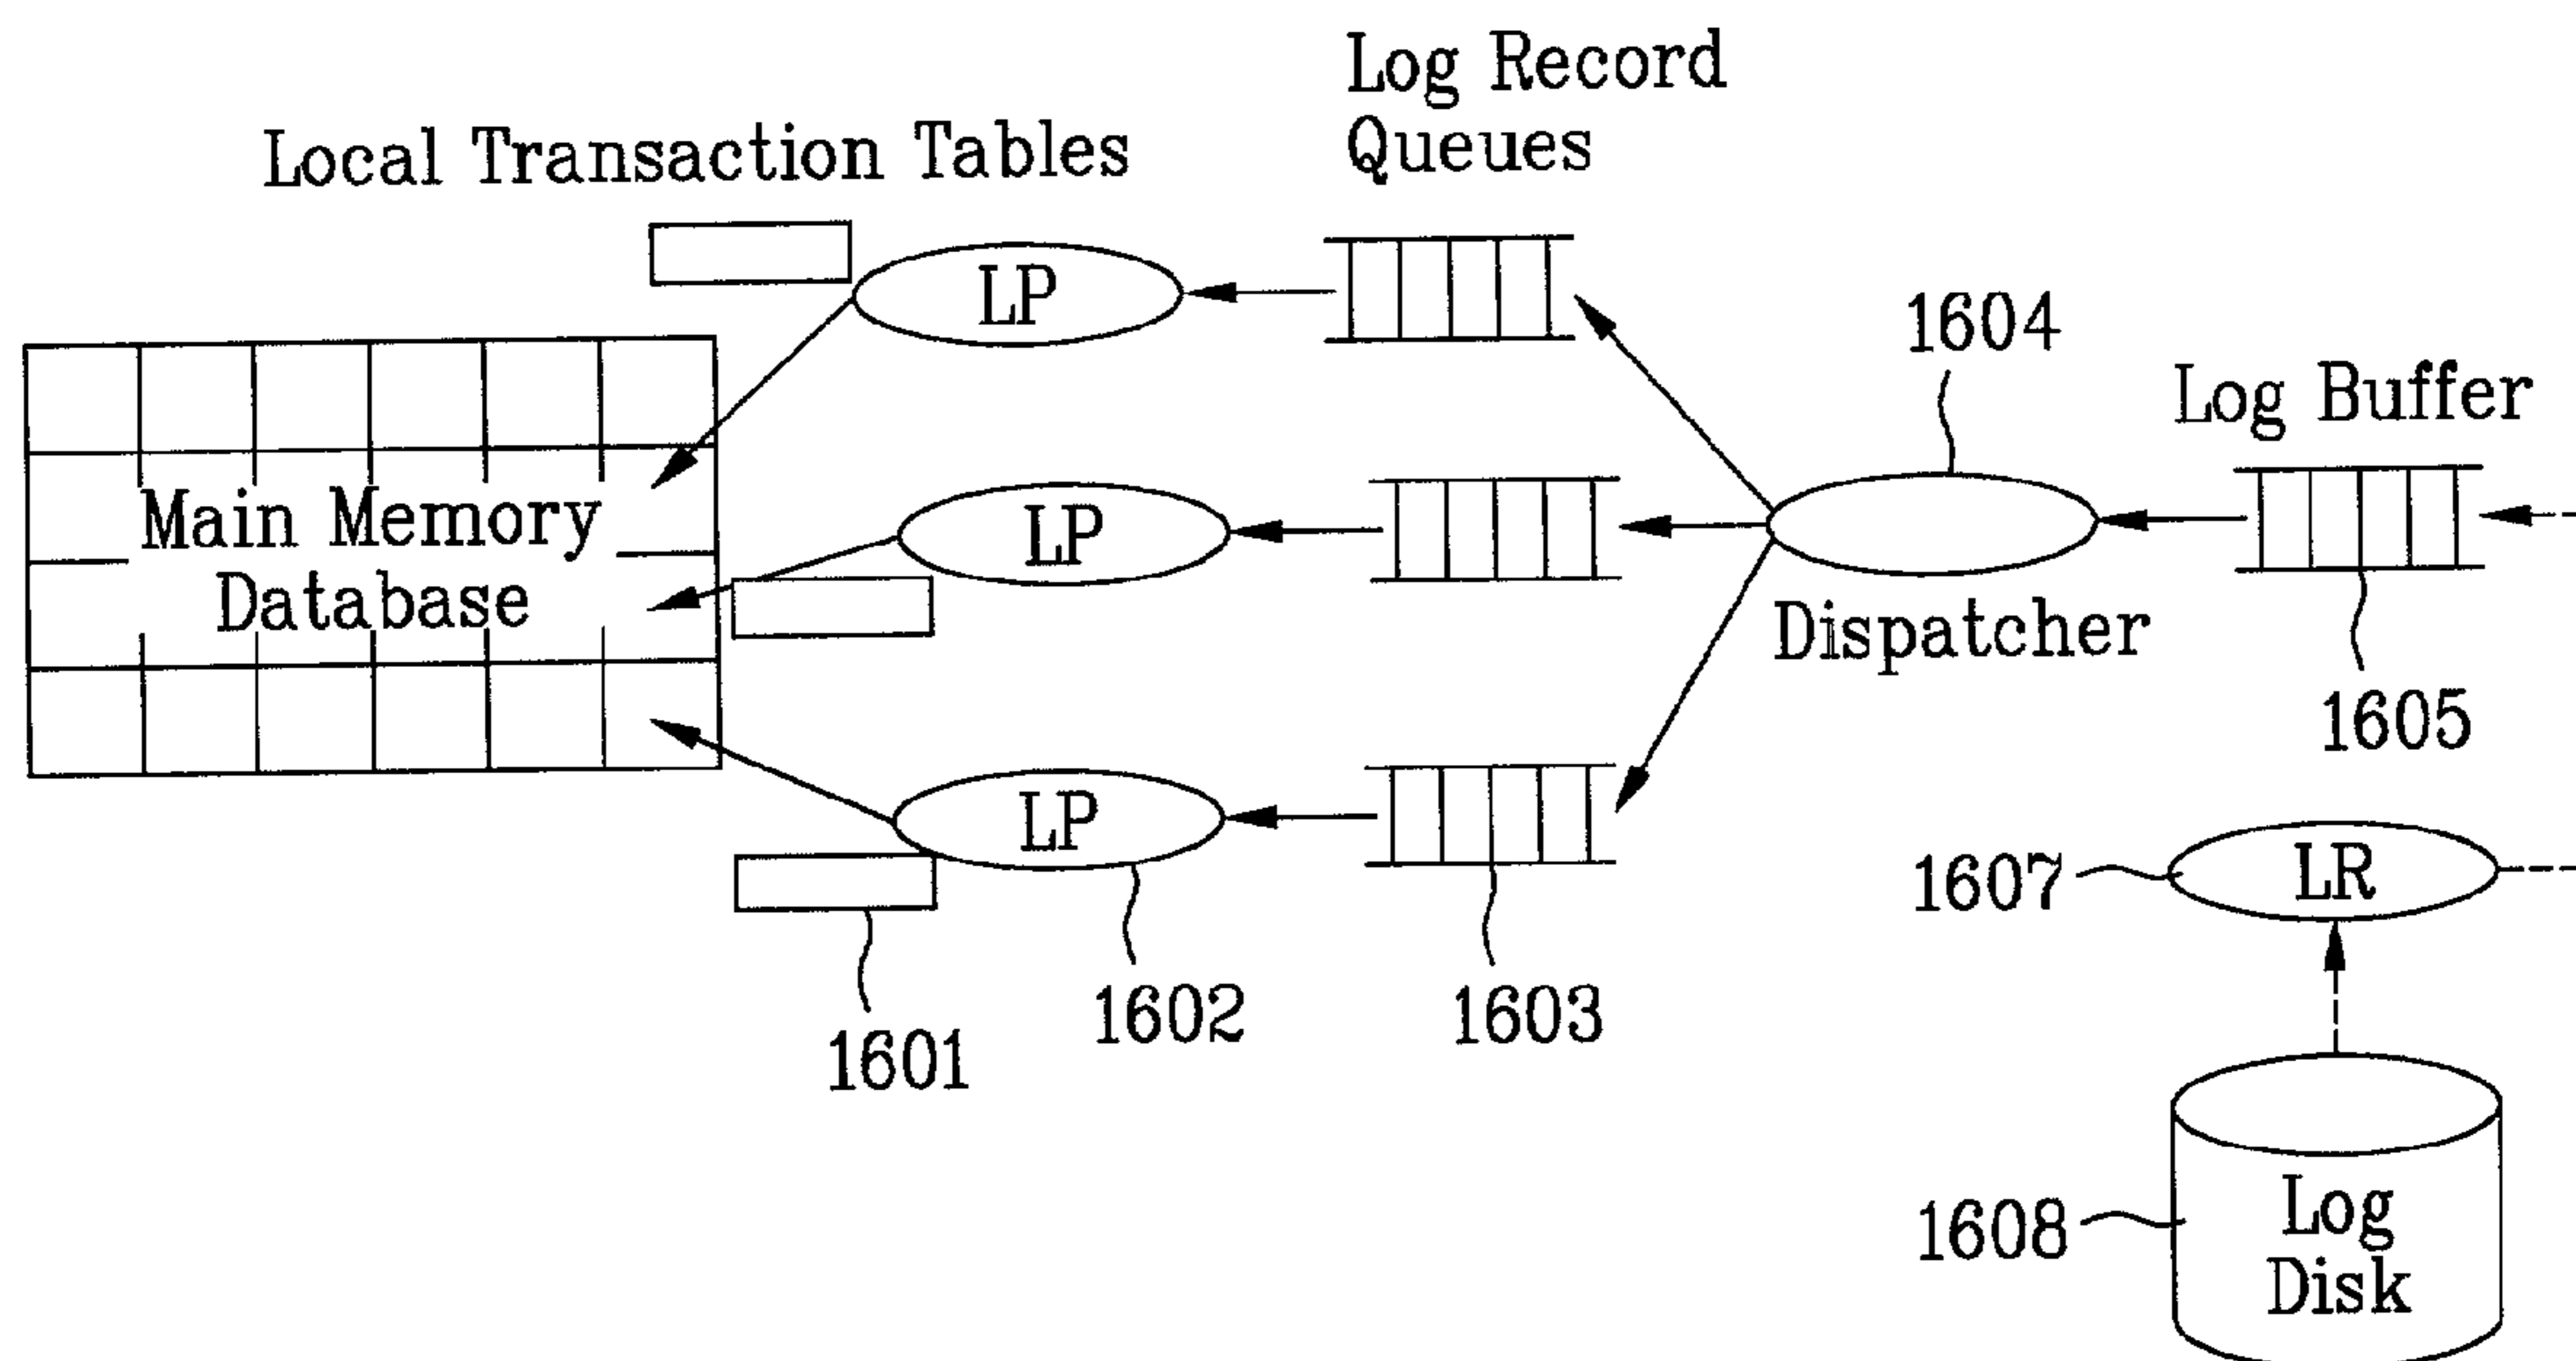 Log Record
Queues
Local Transaction Tables
LP
1604
Log Buffer
Main Memory
Database
LP
Dispatcher
1605
LP
LR
1607
1601
1602
1603
1608
Log
Disk